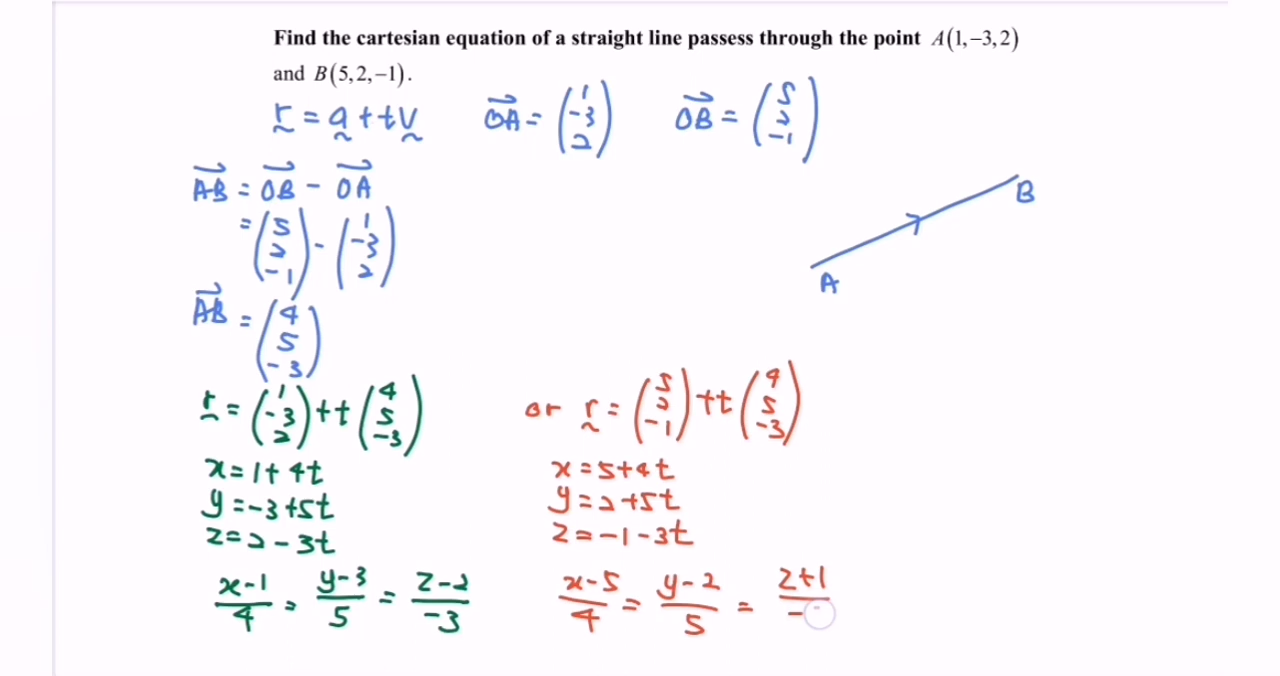 Find the cartesian equation of a straight line passess through the point A(1,−3,2)
and B(5,2,−1).
r = a + tv   OA = (1 −3 2)   OB = (5 2 −1)
AB = OB − OA
= (5 2 −1) − (1 −3 2)
AB = (4 5 −3)
B
A
r = (1 −3 2) + t (4 5 −3)
x = 1 + 4t
y = −3 + 5t
z = 2 − 3t
x−1/4 = y−3/5 = z−2/−3
or r = (5 2 −1) + t (4 5 −3)
x = 5 + 4t
y = 2 + 5t
z = −1 − 3t
x−5/4 = y−2/5 = z+1/−